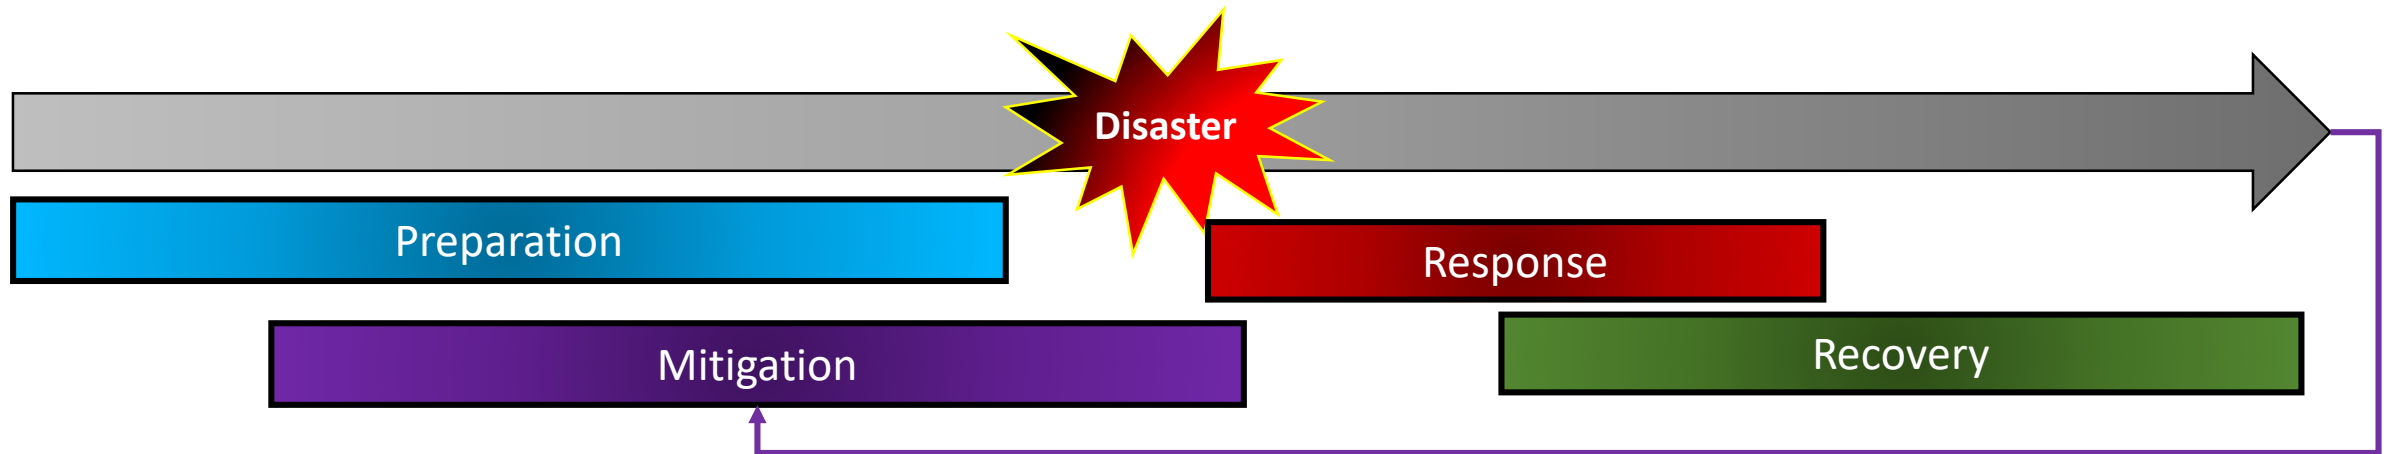 Disaster
Preparation
Response
Mitigation
Recovery